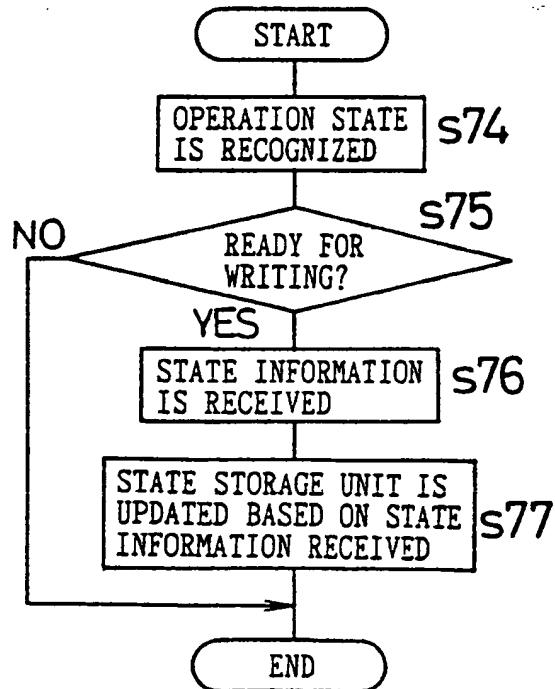 START
OPERATION STATE
IS RECOGNIZED
s74
s75
NO
READY FOR
WRITING?
YES
STATE INFORMATION
IS RECEIVED
s76
STATE STORAGE UNIT IS
UPDATED BASED ON STATE
INFORMATION RECEIVED
s77
END